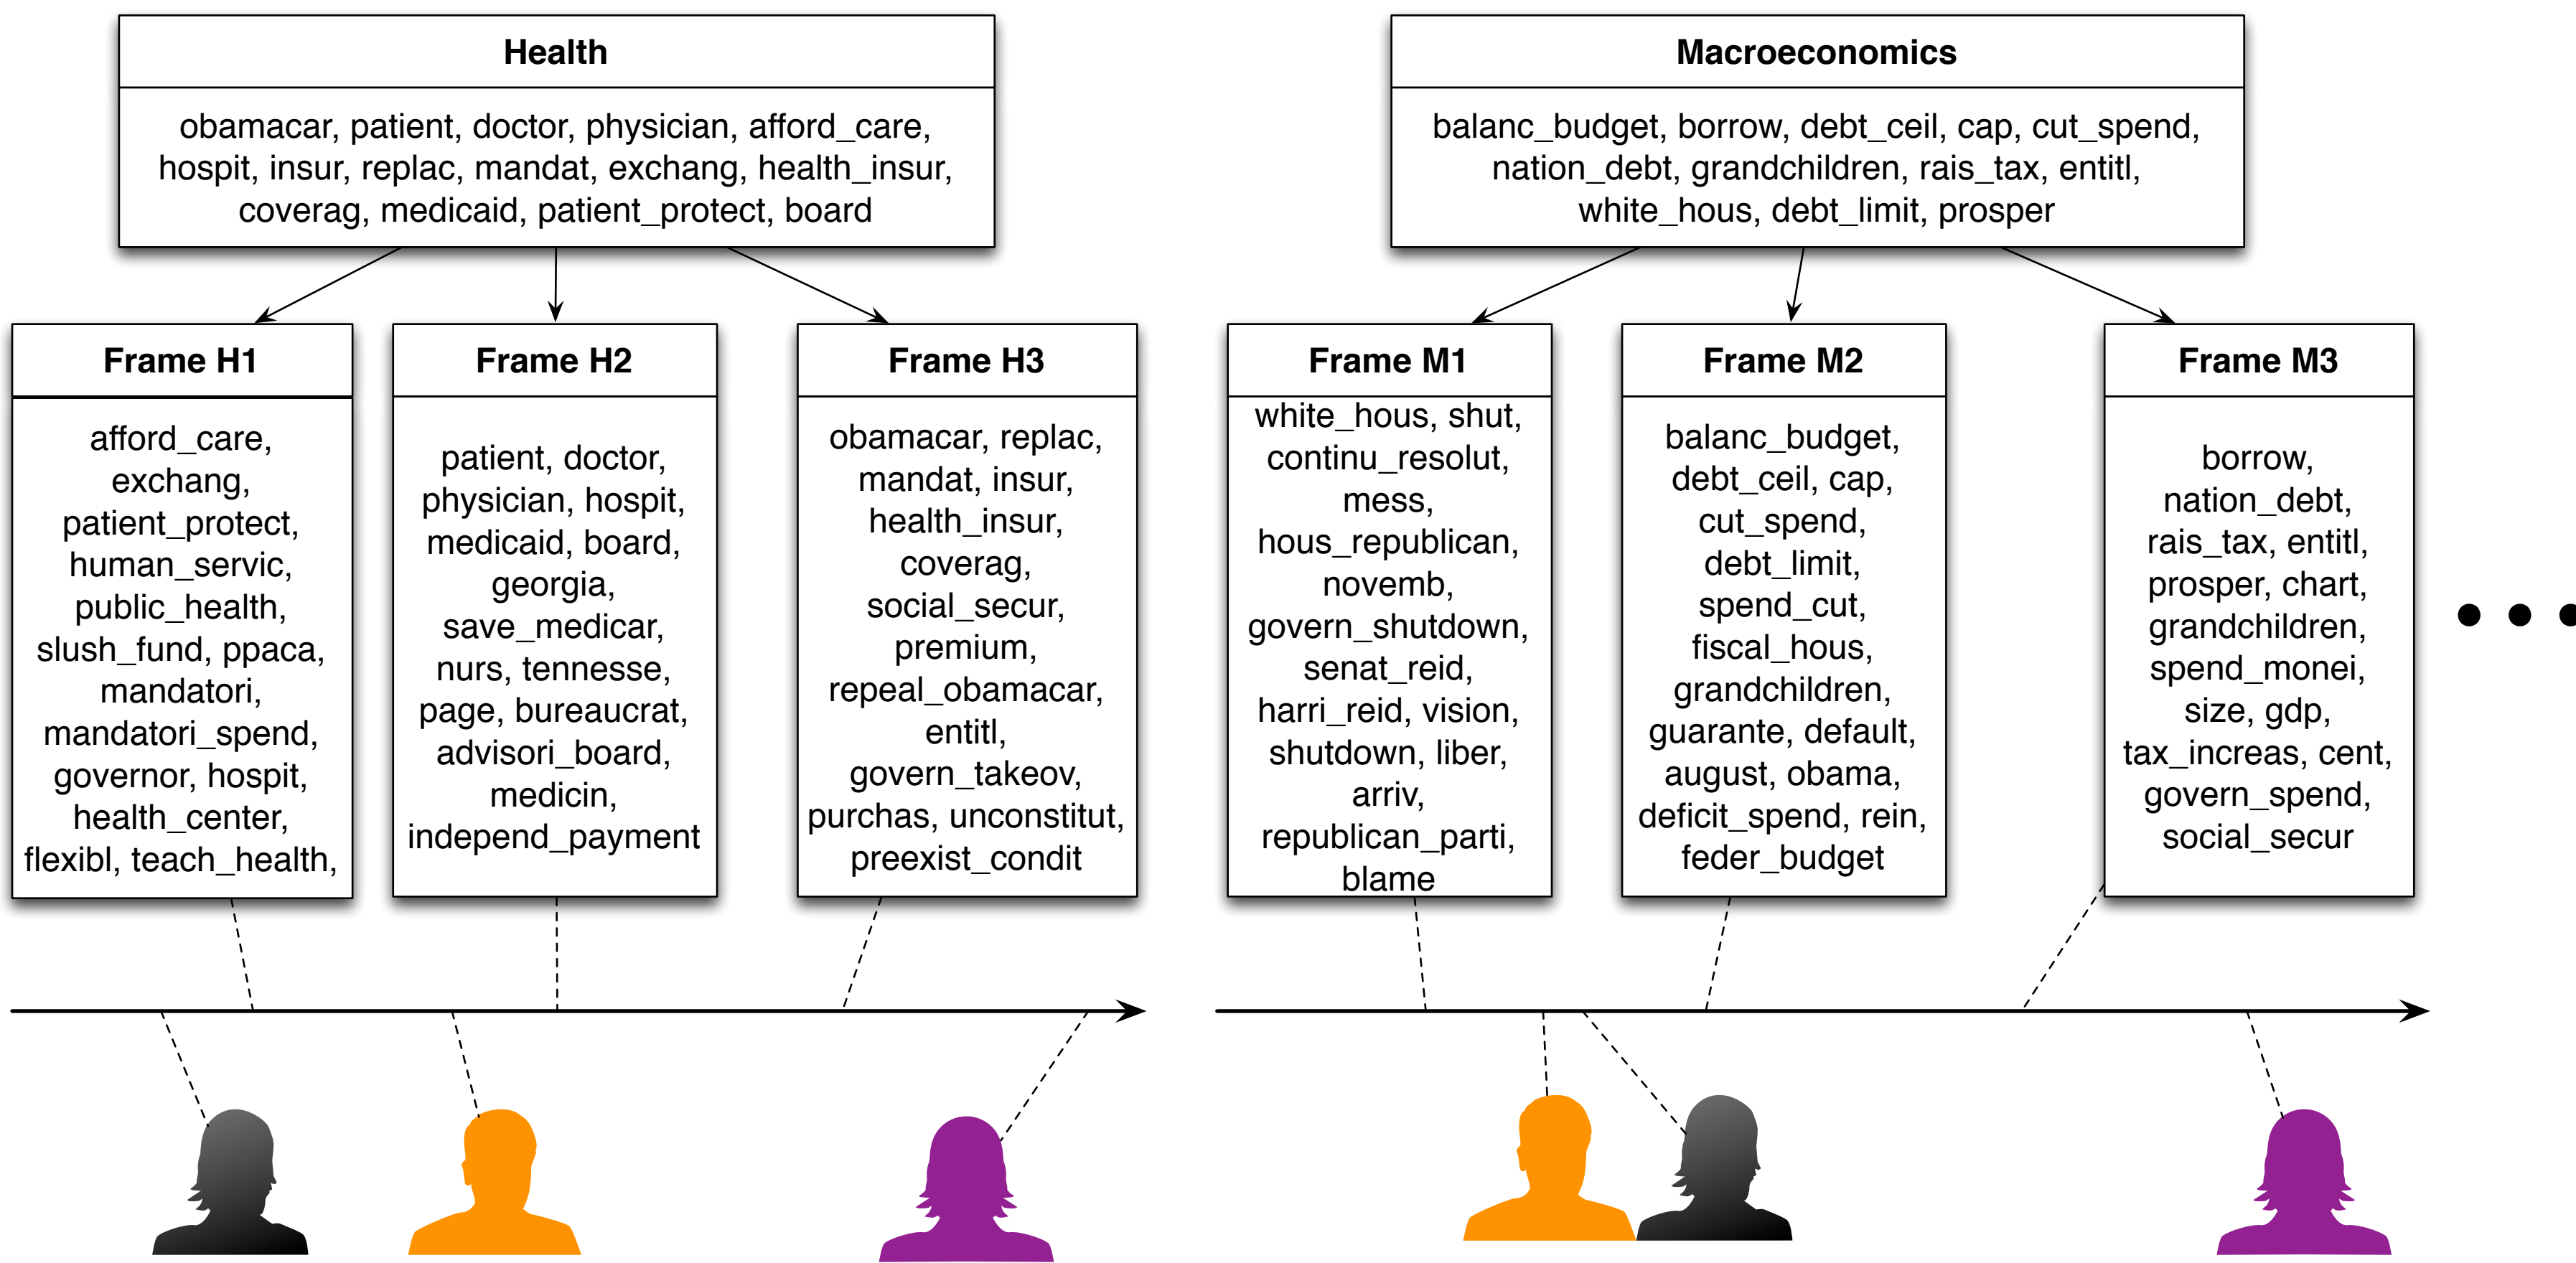 Health
obamacar, patient, doctor, physician, afford_care,
hospit, insur, replac, mandat, exchang, health_insur,
coverag, medicaid, patient_protect, board
Macroeconomics
balanc_budget, borrow, debt_ceil, cap, cut_spend,
nation_debt, grandchildren, rais_tax, entitl,
white_hous, debt_limit, prosper
Frame H1
afford_care,
exchang,
patient_protect,
human_servic,
public_health,
slush_fund, ppaca,
mandatori,
mandatori_spend,
governor, hospit,
health_center,
flexibl, teach_health,
Frame H2
patient, doctor,
physician, hospit,
medicaid, board,
georgia,
save_medicar,
nurs, tennesse,
page, bureaucrat,
advisori_board,
medicin,
independ_payment
Frame H3
obamacar, replac,
mandat, insur,
health_insur,
coverag,
social_secur,
premium,
repeal_obamacar,
entitl,
govern_takeov,
purchas, unconstitut,
preexist_condit
Frame M1
white_hous, shut,
continu_resolut,
mess,
hous_republican,
novemb,
govern_shutdown,
senat_reid,
harri_reid, vision,
shutdown, liber,
arriv,
republican_parti,
blame
Frame M2
balanc_budget,
debt_ceil, cap,
cut_spend,
debt_limit,
spend_cut,
fiscal_hous,
grandchildren,
guarante, default,
august, obama,
deficit_spend, rein,
feder_budget
Frame M3
borrow,
nation_debt,
rais_tax, entitl,
prosper, chart,
grandchildren,
spend_monei,
size, gdp,
tax_increas, cent,
govern_spend,
social_secur